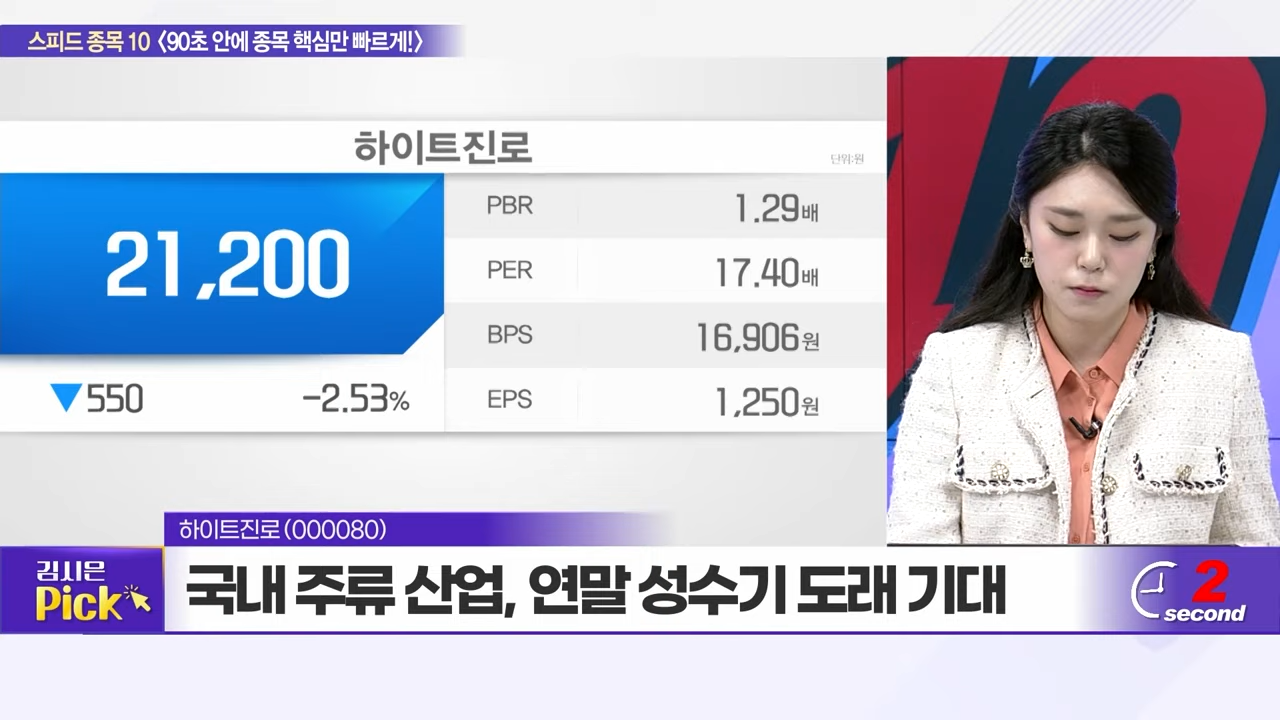 스피드 종목 10 〈90초 안에 종목 핵심만 빠르게!〉
하이트진로
단위:원
21,200
▼550 -2.53%
PBR 1.29배
PER 17.40배
BPS 16,906원
EPS 1,250원
하이트진로(000080)
김시은
Pick
국내 주류 산업, 연말 성수기 도래 기대
2
second